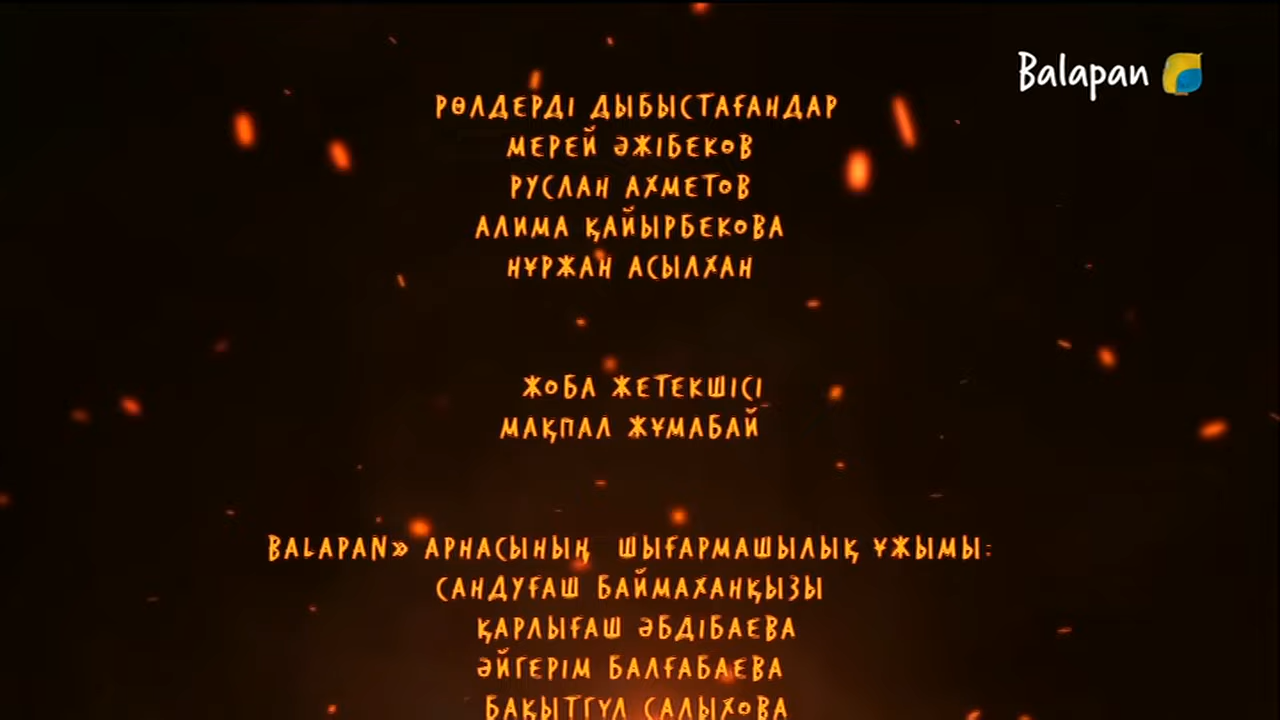 Balapan
РӨЛДЕРДІ ДЫБЫСТАҒАНДАР
МЕРЕЙ ӘЖІБЕКОВ
РУСЛАН АХМЕТОВ
АЛИМА ҚАЙЫРБЕКОВА
НҰРЖАН АСЫЛХАН
ЖОБА ЖЕТЕКШІСІ
МАҚПАЛ ЖҰМАБАЙ
BALAPAN» АРНАСЫНЫҢ ШЫҒАРМАШЫЛЫҚ ҰЖЫМЫ:
САНДУҒАШ БАЙМАХАНҚЫЗЫ
ҚАРЛЫҒАШ ӘБДІБАЕВА
ӘЙГЕРІМ БАЛҒАБАЕВА
БАҚЫТГҮЛ САЛЫХОВА